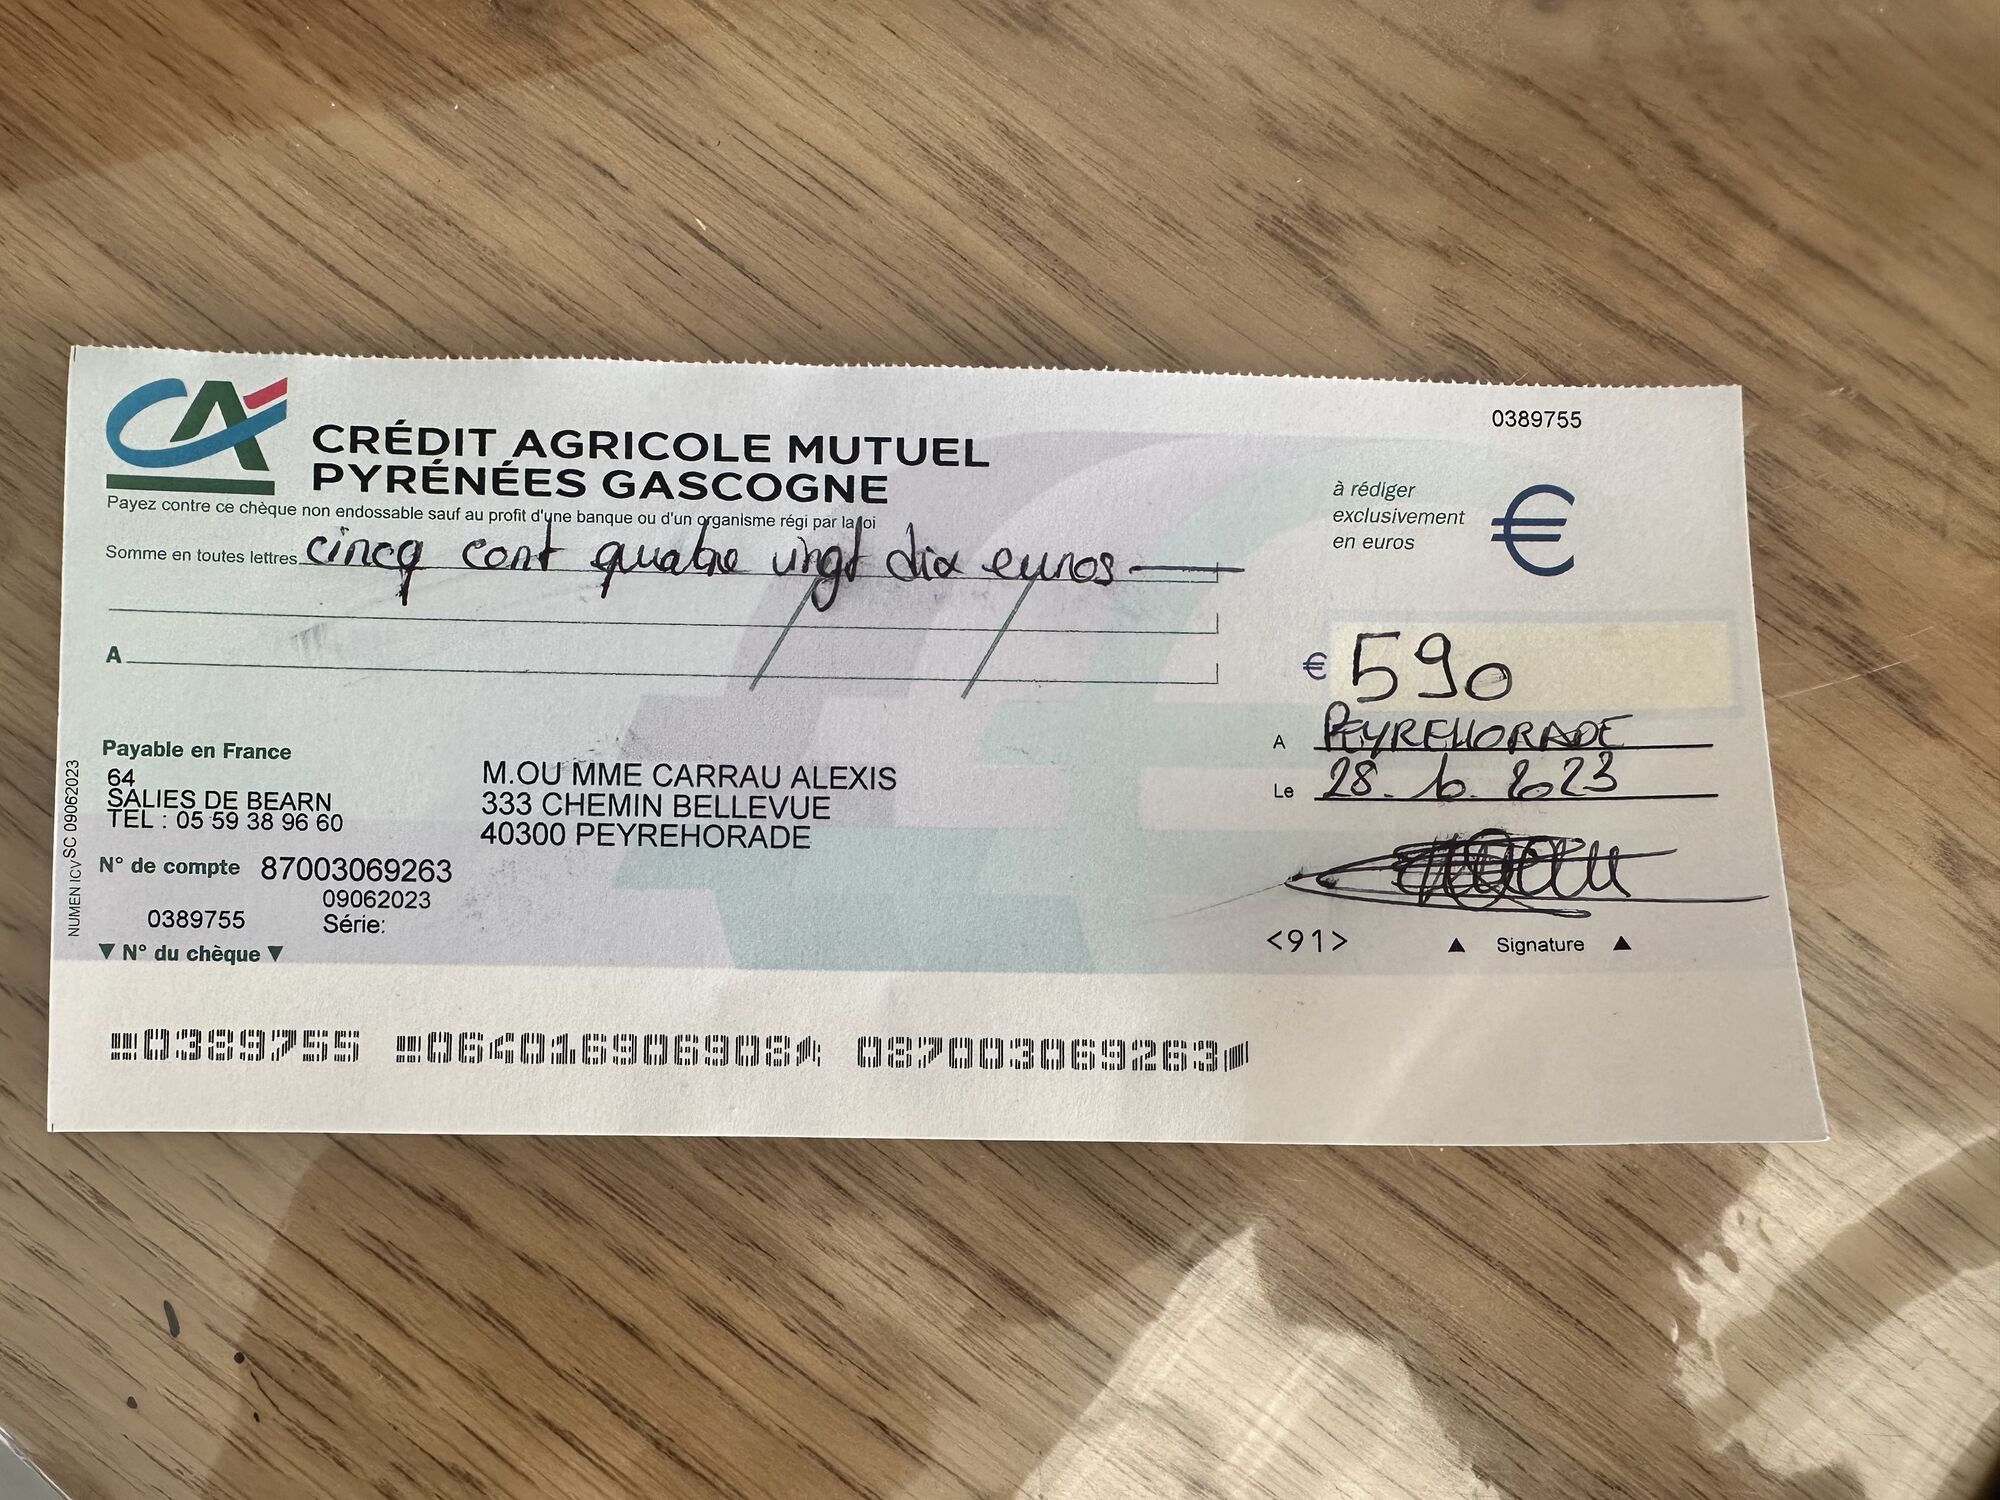 CA
CRÉDIT AGRICOLE MUTUEL
PYRÉNÉES GASCOGNE
0389755
Payez contre ce chèque non endossable sauf au profit d'une banque ou d'un organisme régi par la loi
à rédiger
exclusivement
en euros
€
Somme en toutes lettres cincq cent quatre vingt dix euros
A
€ 590
A PEYREHORADE
Le 28.6.2023
Payable en France
64
SALIES DE BEARN
TEL : 05 59 38 96 60
M.OU MME CARRAU ALEXIS
333 CHEMIN BELLEVUE
40300 PEYREHORADE
NUMEN ICV SC 09062023
N° de compte 87003069263
09062023
0389755
Série:
▼ N° du chèque ▼
<91>
▲ Signature ▲
0389755 064016906908 087003069263